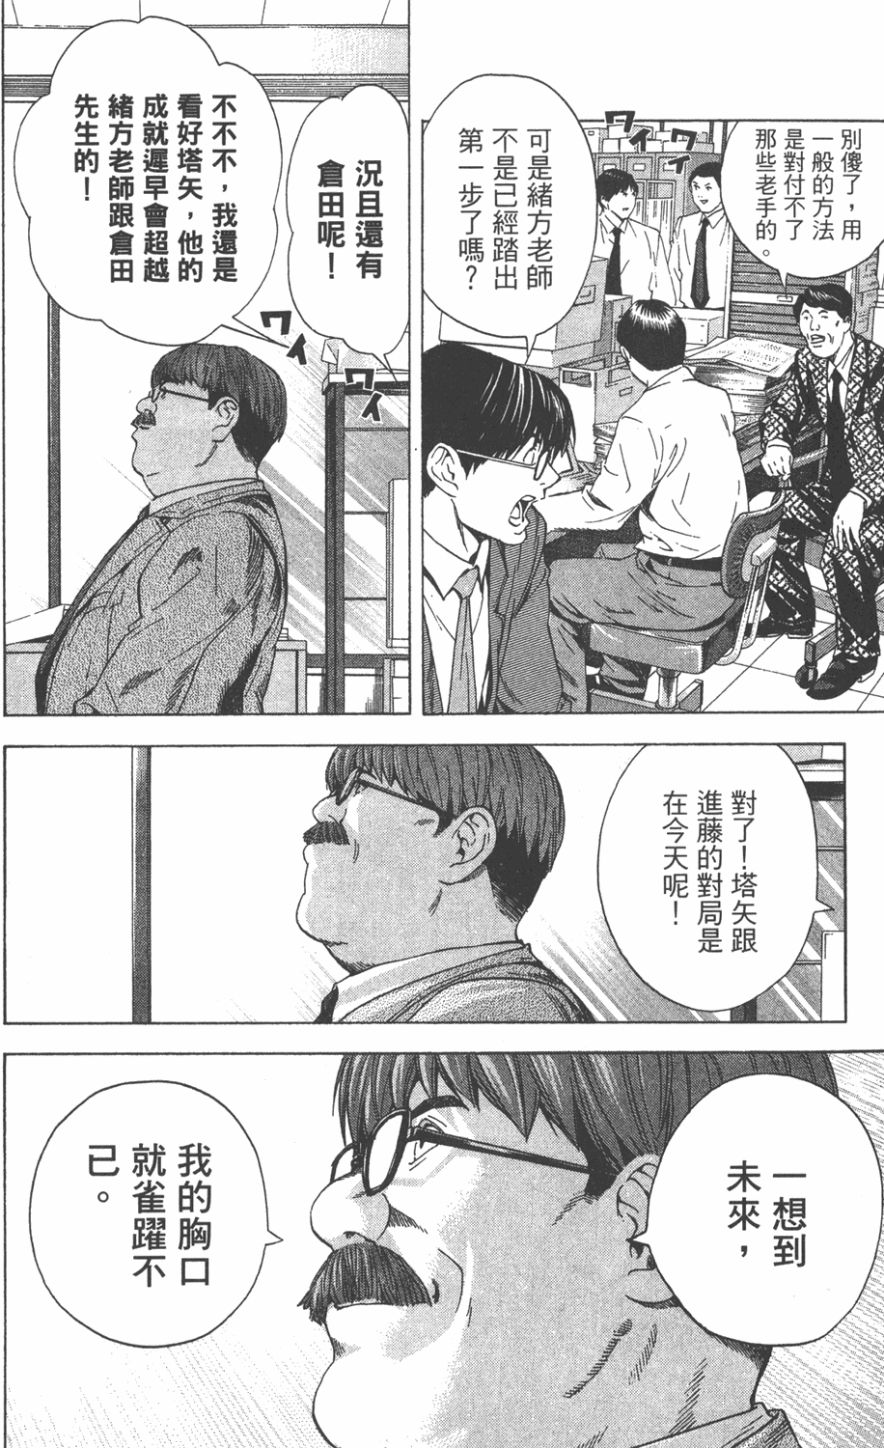 別傻了，用
一般的方法
是對付不了
那些老手的。
ワイ
ワイ
可是緒方老師
不是已經踏出
第一步了嗎？
況且還有
倉田呢！
不不不，我還是
看好塔矢，他的
成就遲早會超越
緒方老師跟倉田
先生的！
ワイ
ワイ
ワイ
對了！塔矢跟
進藤的對局是
在今天呢！
一想到
未來，
我的胸口
就雀躍不
已。